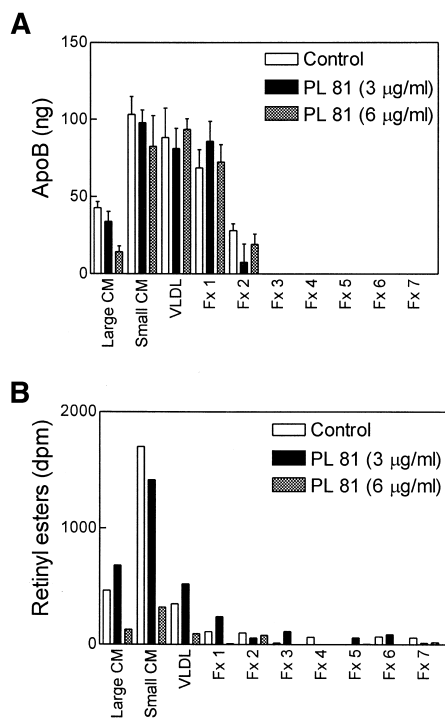 A
150
100
50
0
ApoB (ng)
Control
PL 81 (3 μg/ml)
PL 81 (6 μg/ml)
Large CM
Small CM
VLDL
Fx 1
Fx 2
Fx 3
Fx 4
Fx 5
Fx 6
Fx 7
B
2000
1000
0
Retinyl esters (dpm)
Control
PL 81 (3 μg/ml)
PL 81 (6 μg/ml)
Large CM
Small CM
VLDL
Fx 1
Fx 2
Fx 3
Fx 4
Fx 5
Fx 6
Fx 7